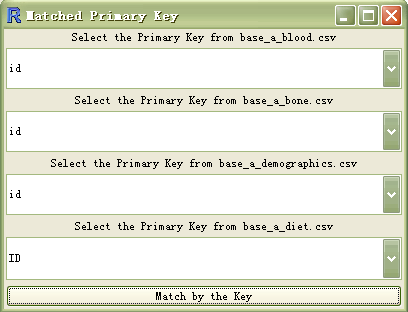 Matched Primary Key
Select the Primary Key from base_a_blood.csv
id
Select the Primary Key from base_a_bone.csv
id
Select the Primary Key from base_a_demographics.csv
id
Select the Primary Key from base_a_diet.csv
ID
Match by the Key